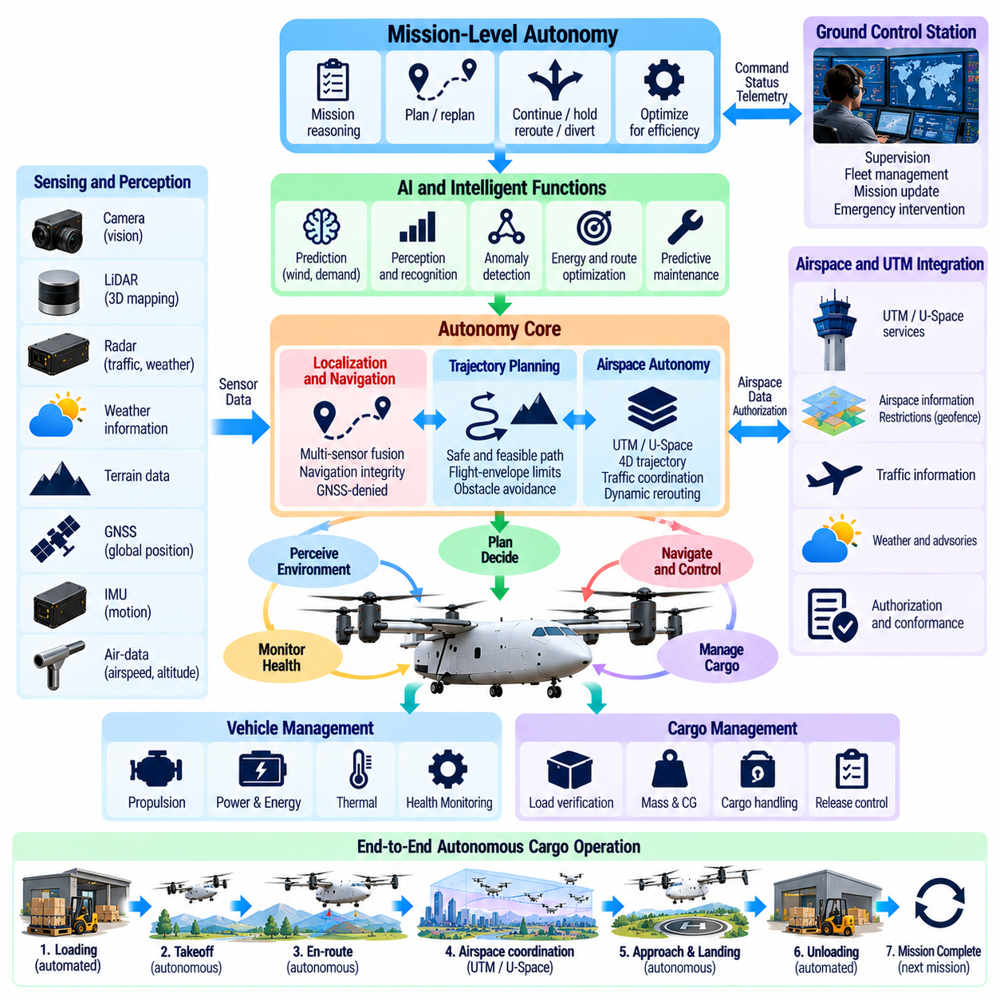 Mission-Level Autonomy
Mission
reasoning
Plan / replan
Continue / hold
reroute / divert
Optimize
for efficiency
Command
Status
Telemetry
Ground Control Station
Supervision
Fleet management
Mission update
Emergency intervention
Sensing and Perception
Camera
(vision)
LiDAR
(3D mapping)
Radar
(traffic, weather)
Weather
information
Terrain data
GNSS
(global position)
IMU
(motion)
Air-data
(airspeed, altitude)
Sensor
Data
AI and Intelligent Functions
Prediction
(wind, demand)
Perception
and recognition
Anomaly
detection
Energy and route
optimization
Predictive
maintenance
Autonomy Core
Localization
and Navigation
Multi-sensor fusion
Navigation integrity
GNSS-denied
Trajectory Planning
Safe and feasible path
Flight-envelope limits
Obstacle avoidance
Airspace Autonomy
UTM / U-Space
4D trajectory
Traffic coordination
Dynamic rerouting
Airspace
Data
Authorization
Airspace and UTM Integration
UTM / U-Space
services
Airspace information
Restrictions (geofence)
Traffic information
Weather and advsories
Authorization
and conformance
Perceive
Environment
Plan
Decide
Navigate
and Control
Monitor
Health
Manage
Cargo
Vehicle Management
Propulsion
Power & Energy
Thermal
Health Monitoring
Cargo Management
Load verification
Mass & CG
Cargo handling
Release control
End-to-End Autonomous Cargo Operation
H
1. Loading
(automated)
2. Takeoff
(autonomous)
3. En-route
(autonomous)
4. Airspace coordination
(UTM / U-Space)
5. Approach & Landing
(autonomous)
6. Unloading
(automated)
7. Mission Complete
(next mission)